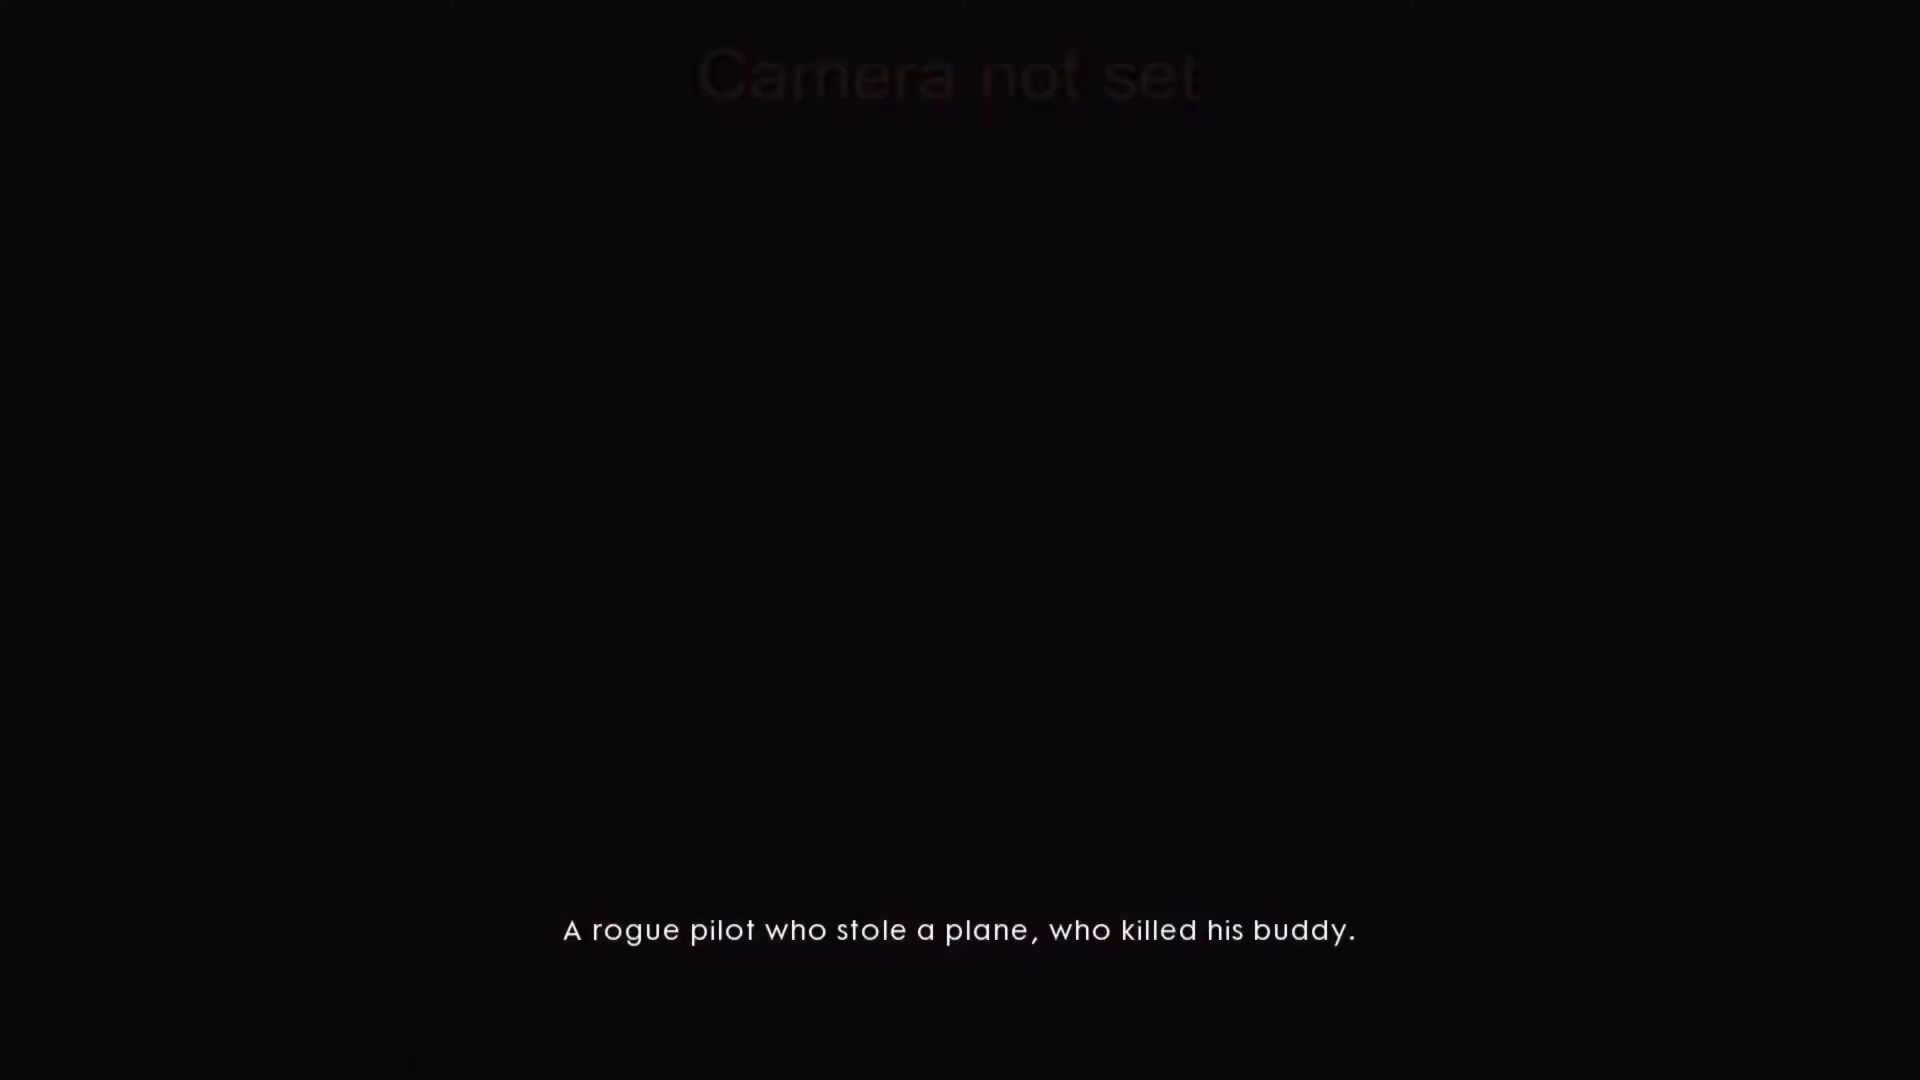 Camera not set
A rogue pilot who stole a plane, who killed his buddy.